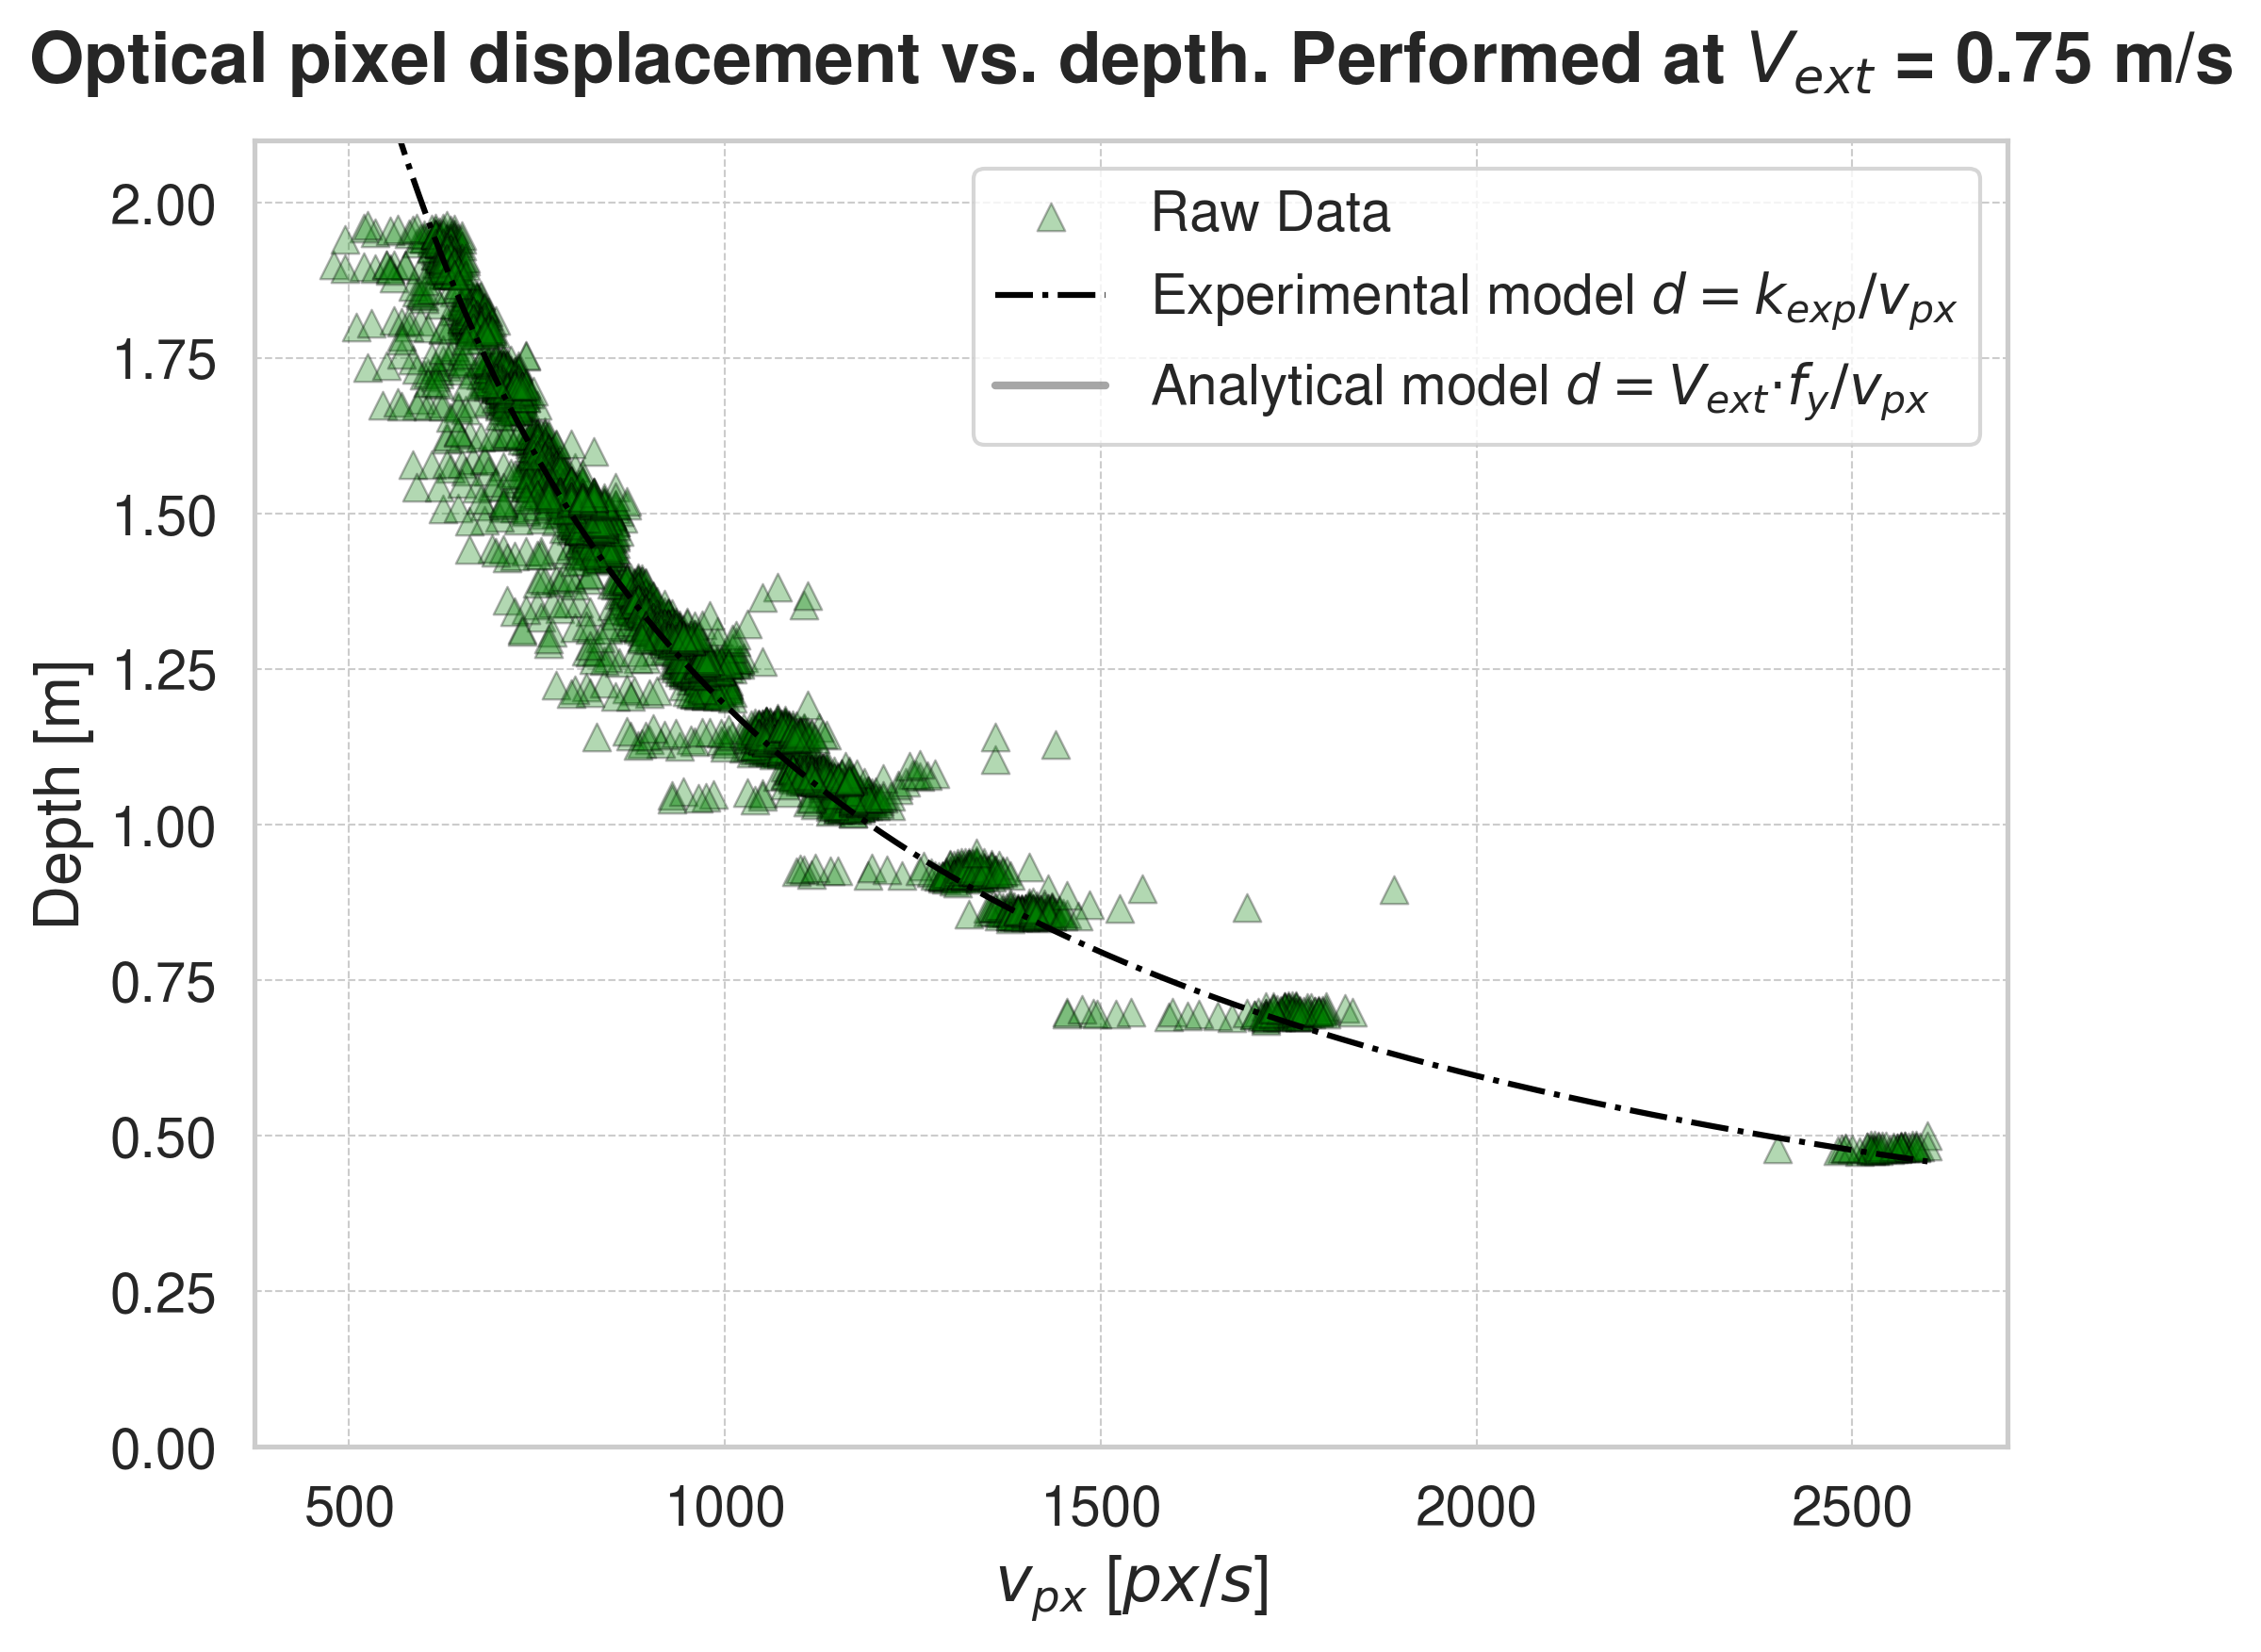 Optical pixel displacement vs. depth. Performed at V_ext = 0.75 m/s
Raw Data
Experimental model d = k_exp/v_px
Analytical model d = V_ext·f_y/v_px
Depth [m]
2.00
1.75
1.50
1.25
1.00
0.75
0.50
0.25
0.00
500 1000 1500 2000 2500
v_px [px/s]